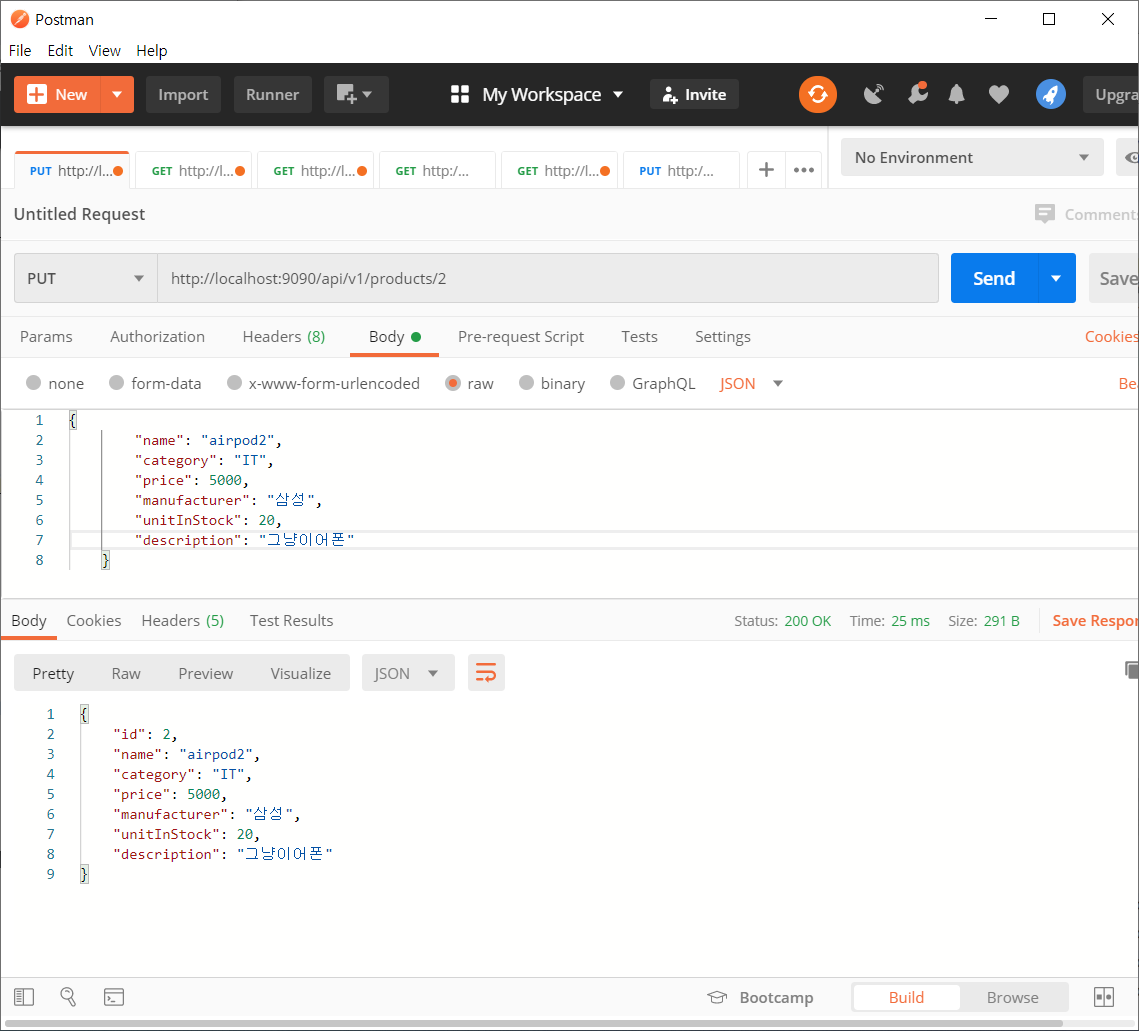 Postman
File Edit View Help
New Import Runner My Workspace Invite Upgra
PUT http://l... GET http://l... GET http://l... GET http:/... GET http://l... PUT http:/... No Environment
Untitled Request Comments
PUT http://localhost:9090/api/v1/products/2 Send Save
Params Authorization Headers (8) Body Pre-request Script Tests Settings Cookies
none form-data x-www-form-urlencoded raw binary GraphQL JSON Bea
1 {
2 "name": "airpod2",
3 "category": "IT",
4 "price": 5000,
5 "manufacturer": "삼성",
6 "unitInStock": 20,
7 "description": "그냥이어폰"
8 }
Body Cookies Headers (5) Test Results Status: 200 OK Time: 25 ms Size: 291 B Save Respon
Pretty Raw Preview Visualize JSON
1 {
2 "id": 2,
3 "name": "airpod2",
4 "category": "IT",
5 "price": 5000,
6 "manufacturer": "삼성",
7 "unitInStock": 20,
8 "description": "그냥이어폰"
9 }
Bootcamp Build Browse